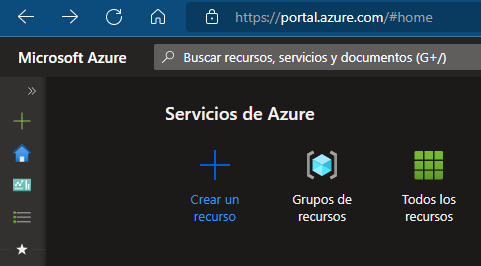 https://portal.azure.com/#home
Microsoft Azure
Buscar recursos, servicios y documentos (G+/)
Servicios de Azure
Crear un
recurso
Grupos de
recursos
Todos los
recursos